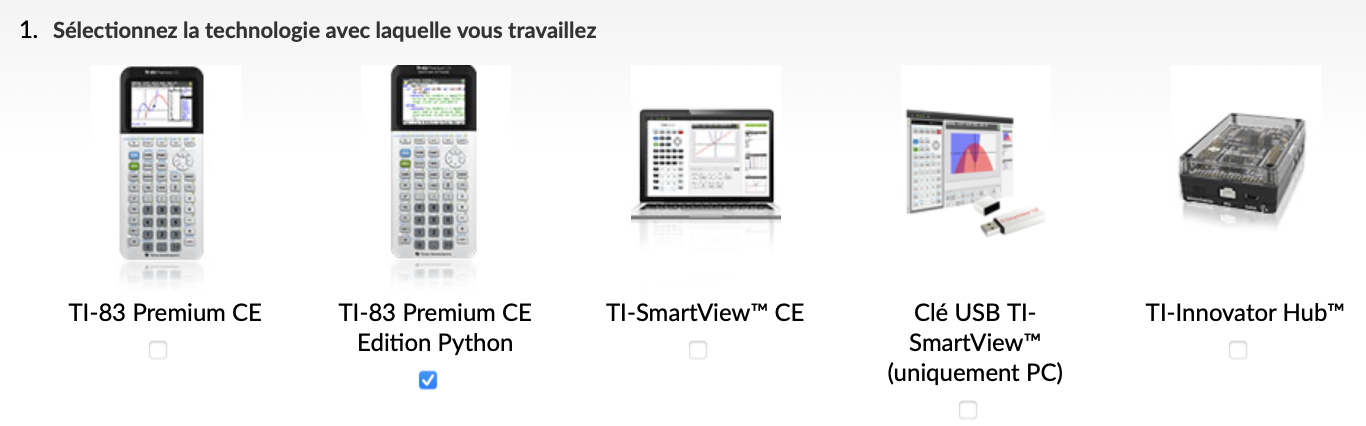 1. Sélectionnez la technologie avec laquelle vous travaillez
TI-83 Premium CE
TI-83 Premium CE
Edition Python
TI-SmartView™ CE
Clé USB TI-
SmartView™
(uniquement PC)
TI-Innovator Hub™